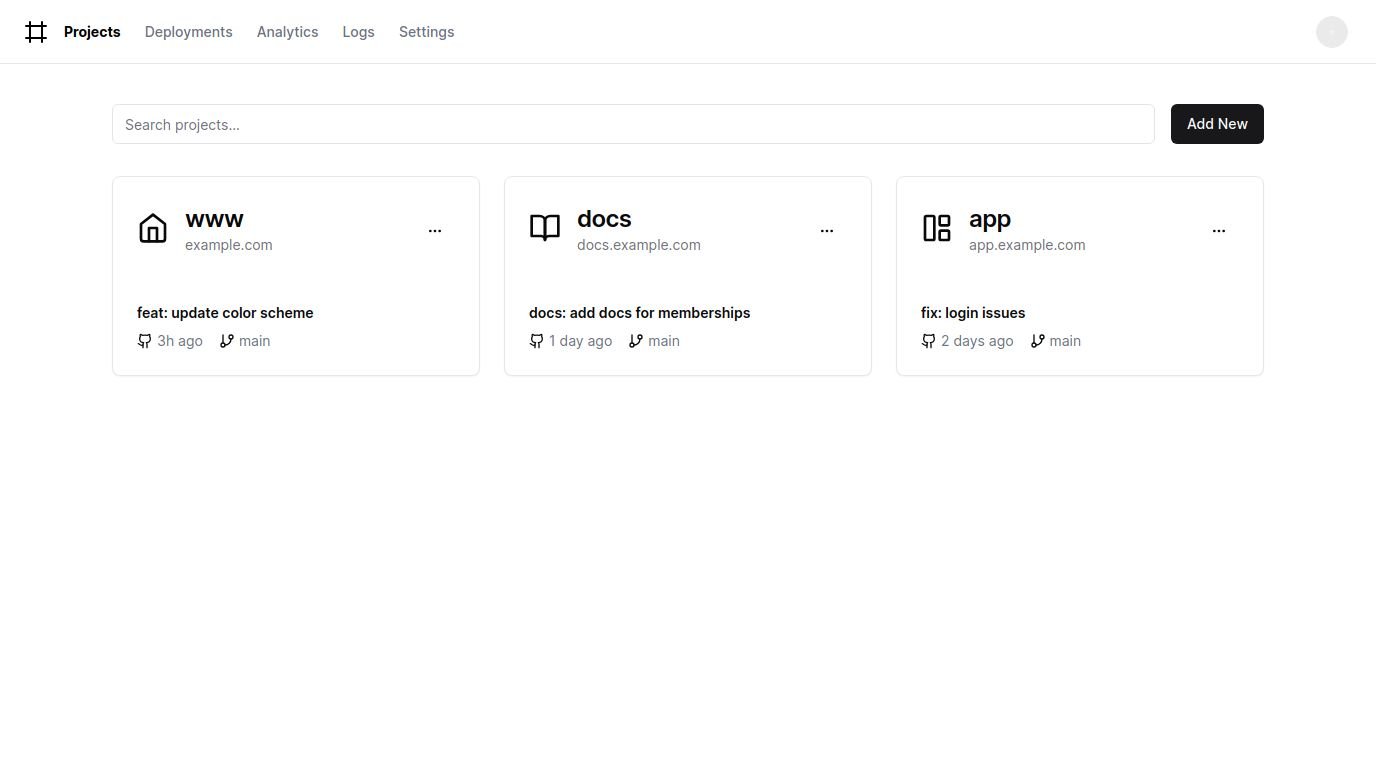 Projects Deployments Analytics Logs Settings
Search projects... Add New
www
example.com
feat: update color scheme
3h ago main
docs
docs.example.com
docs: add docs for memberships
1 day ago main
app
app.example.com
fix: login issues
2 days ago main